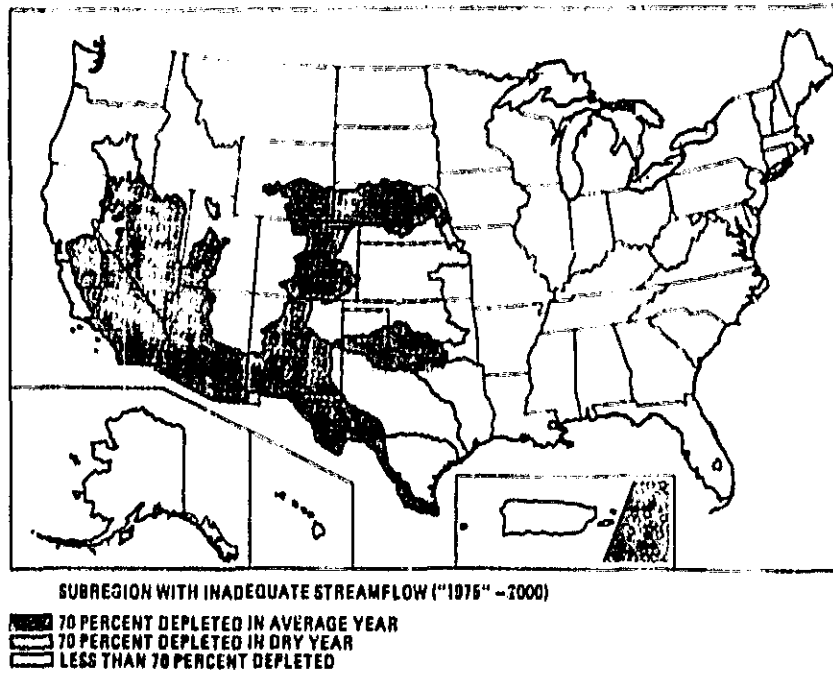 SUBREGION WITH INADEQUATE STREAMFLOW ("1975" - 2000)
70 PERCENT DEPLETED IN AVERAGE YEAR
70 PERCENT DEPLETED IN DRY YEAR
LESS THAN 70 PERCENT DEPLETED